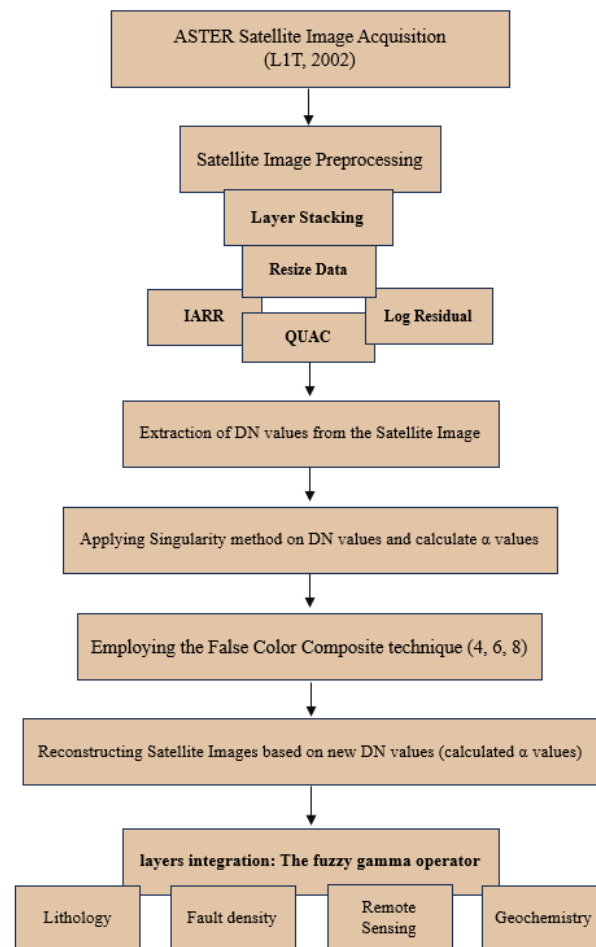 ASTER Satellite Image Acquisition
(L1T, 2002)
Satellite Image Preprocessing
Layer Stacking
Resize Data
IARR
Log Residual
QUAC
Extraction of DN values from the Satellite Image
Applying Singularity method on DN values and calculate α values
Employing the False Color Composite technique (4, 6, 8)
Reconstructing Satellite Images based on new DN values (calculated α values)
layers integration: The fuzzy gamma operator
Lithology
Fault density
Remote
Sensing
Geochemistry